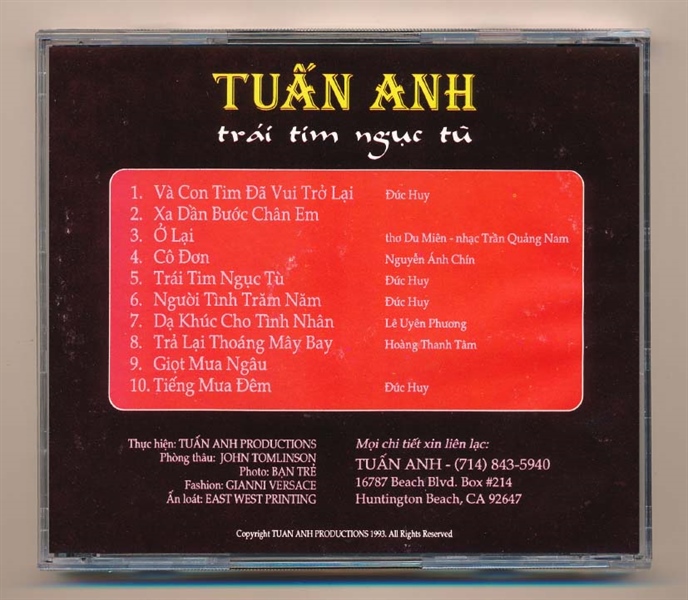 TUẤN ANH
trái tim ngục tù
1. Và Con Tim Đã Vui Trở Lại Đức Huy
2. Xa Dần Bước Chân Em
3. Ở Lại thơ Du Miên - nhạc Trần Quảng Nam
4. Cô Đơn Nguyễn Ánh Chín
5. Trái Tim Ngục Tù Đức Huy
6. Người Tình Trăm Năm Đức Huy
7. Dạ Khúc Cho Tình Nhân Lê Uyên Phương
8. Trả Lại Thoáng Mây Bay Hoàng Thanh Tâm
9. Giọt Mưa Ngâu
10. Tiếng Mưa Đêm Đức Huy
Thực hiện: TUẤN ANH PRODUCTIONS
Phòng thâu: JOHN TOMLINSON
Photo: BẠN TRẺ
Fashion: GIANNI VERSACE
Ấn loát: EAST WEST PRINTING
Mọi chi tiết xin liên lạc:
TUẤN ANH - (714) 843-5940
16787 Beach Blvd. Box #214
Huntington Beach, CA 92647
Copyright TUAN ANH PRODUCTIONS 1993. All Rights Reserved